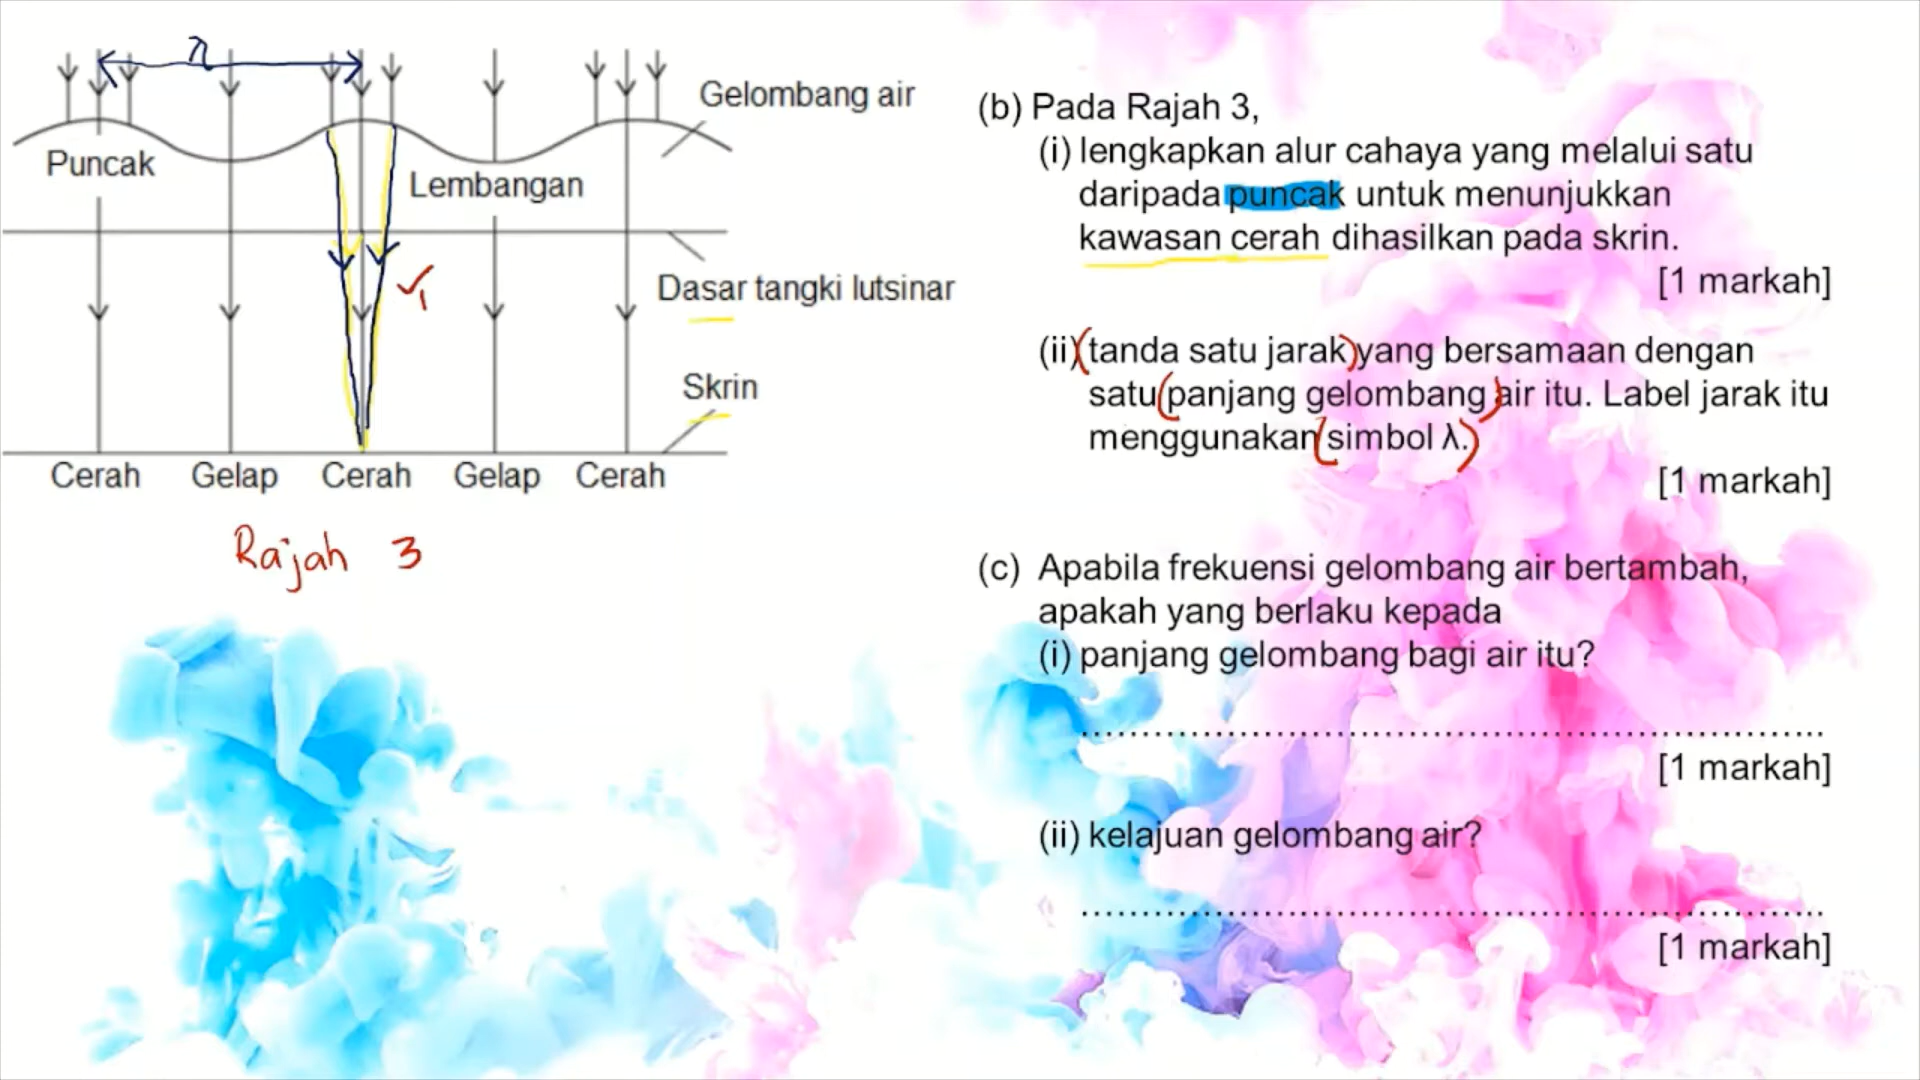 λ
Gelombang air
Puncak
Lembangan
Dasar tangki lutsinar
Skrin
Cerah Gelap Cerah Gelap Cerah
Rajah 3
(b) Pada Rajah 3,
(i) lengkapkan alur cahaya yang melalui satu
daripada puncak untuk menunjukkan
kawasan cerah dihasilkan pada skrin.
[1 markah]
(ii) (tanda satu jarak) yang bersamaan dengan
satu (panjang gelombang) air itu. Label jarak itu
menggunakan (simbol λ.)
[1 markah]
(c) Apabila frekuensi gelombang air bertambah,
apakah yang berlaku kepada
(i) panjang gelombang bagi air itu?
[1 markah]
(ii) kelajuan gelombang air?
[1 markah]